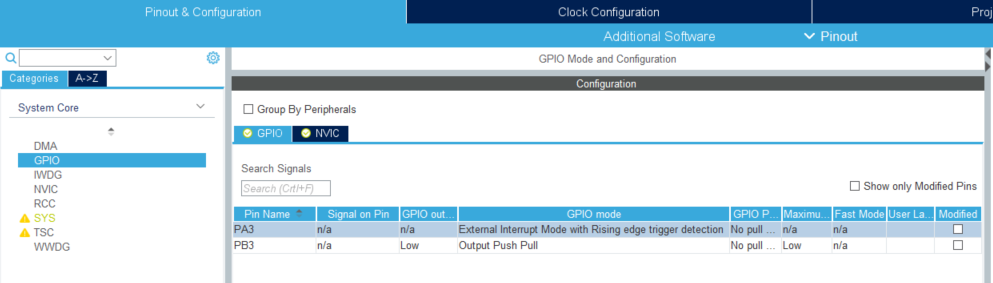 Pinout & Configuration
Clock Configuration
Proj
Additional Software
Pinout
GPIO Mode and Configuration
Categories
A->Z
System Core
DMA
GPIO
IWDG
NVIC
RCC
SYS
TSC
WWDG
Configuration
Group By Peripherals
GPIO
NVIC
Search Signals
Search (CrtI+F)
Show only Modified Pins
Pin Name Signal on Pin GPIO out... GPIO mode GPIO P... Maximu... Fast Mode User La... Modified
PA3 n/a n/a External Interrupt Mode with Rising edge trigger detection No pull ... n/a n/a
PB3 n/a Low Output Push Pull No pull ... Low n/a